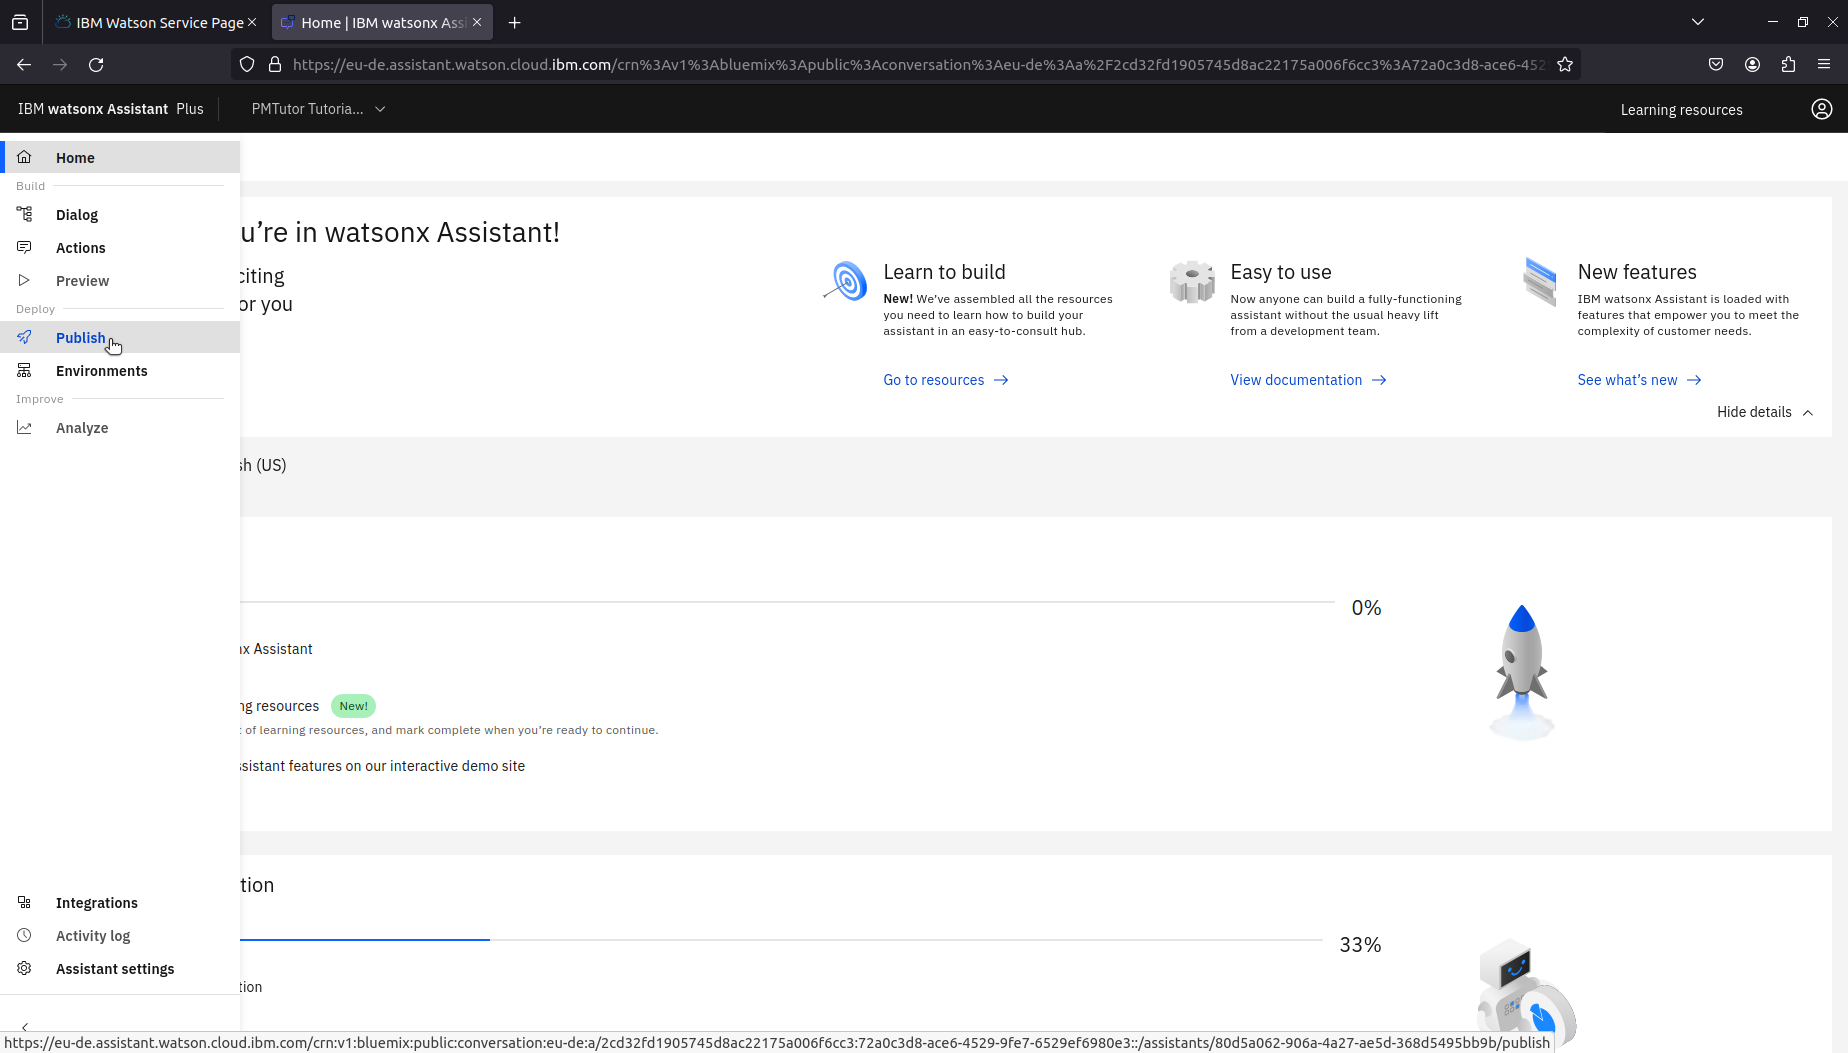 IBM Watson Service Page
Home | IBM watsonx Assi
https://eu-de.assistant.watson.cloud.ibm.com/crn%3Av1%3Abluemix%3Apublic%3Aconversation%3Aeu-de%3Aa%2F2cd32fd1905745d8ac22175a006f6cc3%3A72a0c3d8-ace6-4529
IBM watsonx Assistant Plus
PMTutor Tutoria...
Learning resources
Home
Build
Dialog
Actions
Preview
Deploy
Publish
Environments
Improve
Analyze
Integrations
Activity log
Assistant settings
u’re in watsonx Assistant!
citing
or you
Learn to build
New! We’ve assembled all the resources
you need to learn how to build your
assistant in an easy-to-consult hub.
Go to resources
Easy to use
Now anyone can build a fully-functioning
assistant without the usual heavy lift
from a development team.
View documentation
New features
IBM watsonx Assistant is loaded with
features that empower you to meet the
complexity of customer needs.
See what’s new
Hide details
sh (US)
0%
nx Assistant
ng resources New!
t of learning resources, and mark complete when you’re ready to continue.
ssistant features on our interactive demo site
tion
33%
tion
https://eu-de.assistant.watson.cloud.ibm.com/crn:v1:bluemix:public:conversation:eu-de:a/2cd32fd1905745d8ac22175a006f6cc3:72a0c3d8-ace6-4529-9fe7-6529ef6980e3::/assistants/80d5a062-906a-4a27-ae5d-368d5495bb9b/publish